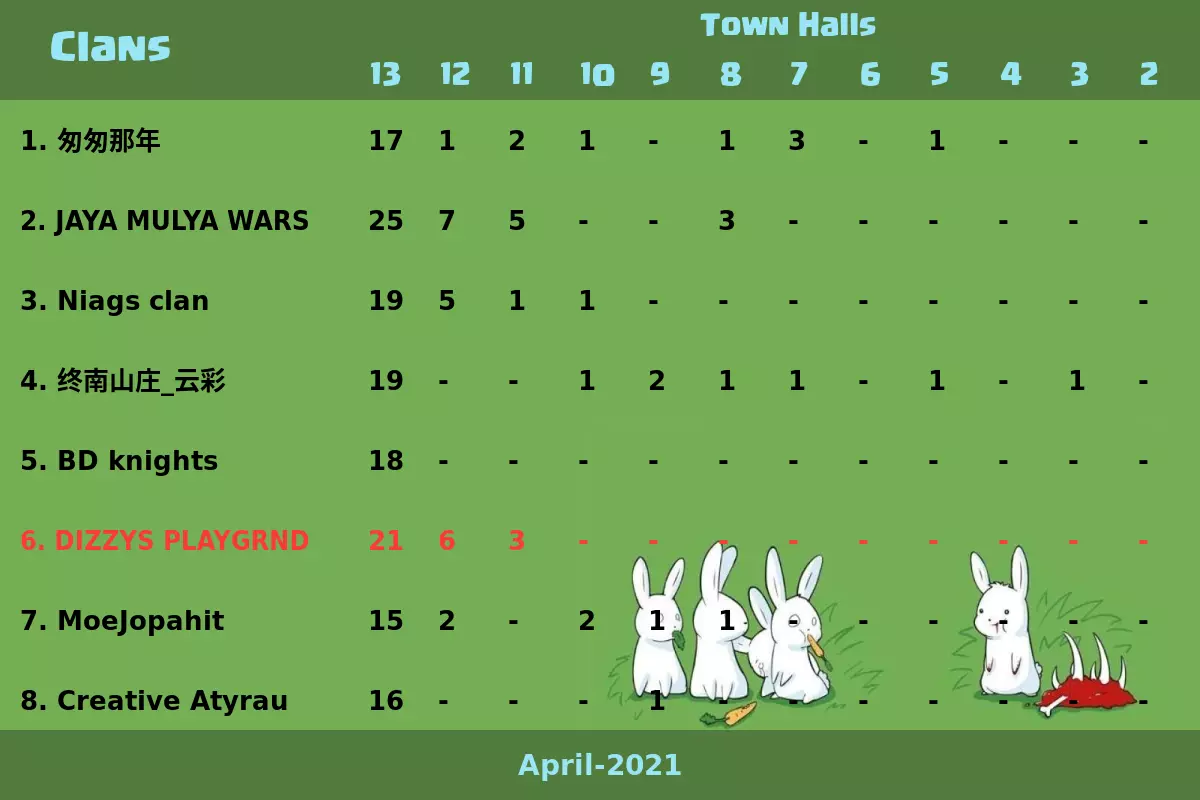 Clans
Town Halls
13 12 11 10 9 8 7 6 5 4 3 2
1. 匆匆那年 17 1 2 1 - 1 3 - 1 - - -
2. JAYA MULYA WARS 25 7 5 - - 3 - - - - - -
3. Niags clan 19 5 1 1 - - - - - - - -
4. 终南山庄_云彩 19 - - 1 2 1 1 - 1 - 1 -
5. BD knights 18 - - - - - - - - - - -
6. DIZZYS PLAYGRND 21 6 3 - - - - - - - - -
7. MoeJopahit 15 2 - 2 1 1 - - - - - -
8. Creative Atyrau 16 - - - 1 - - - - - - -
April-2021